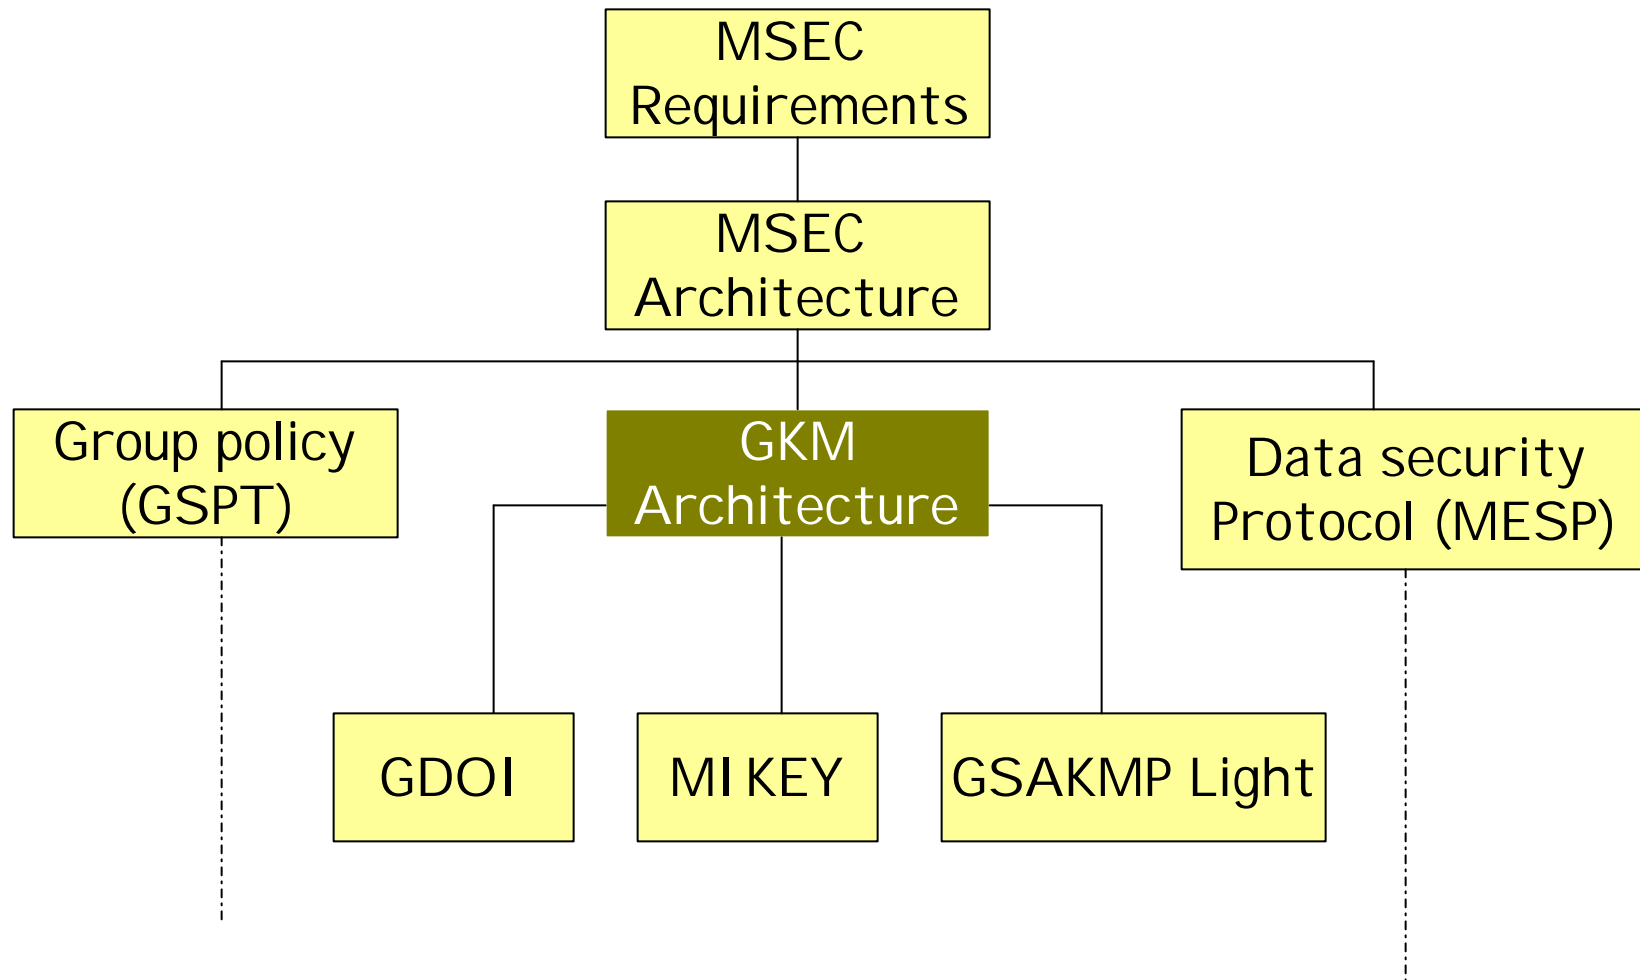 MSEC
Requirements
MSEC
Architecture
Group policy
(GSPT)
GKM
Architecture
Data security
Protocol (MESP)
GDOI
MIKEY
GSAKMP Light